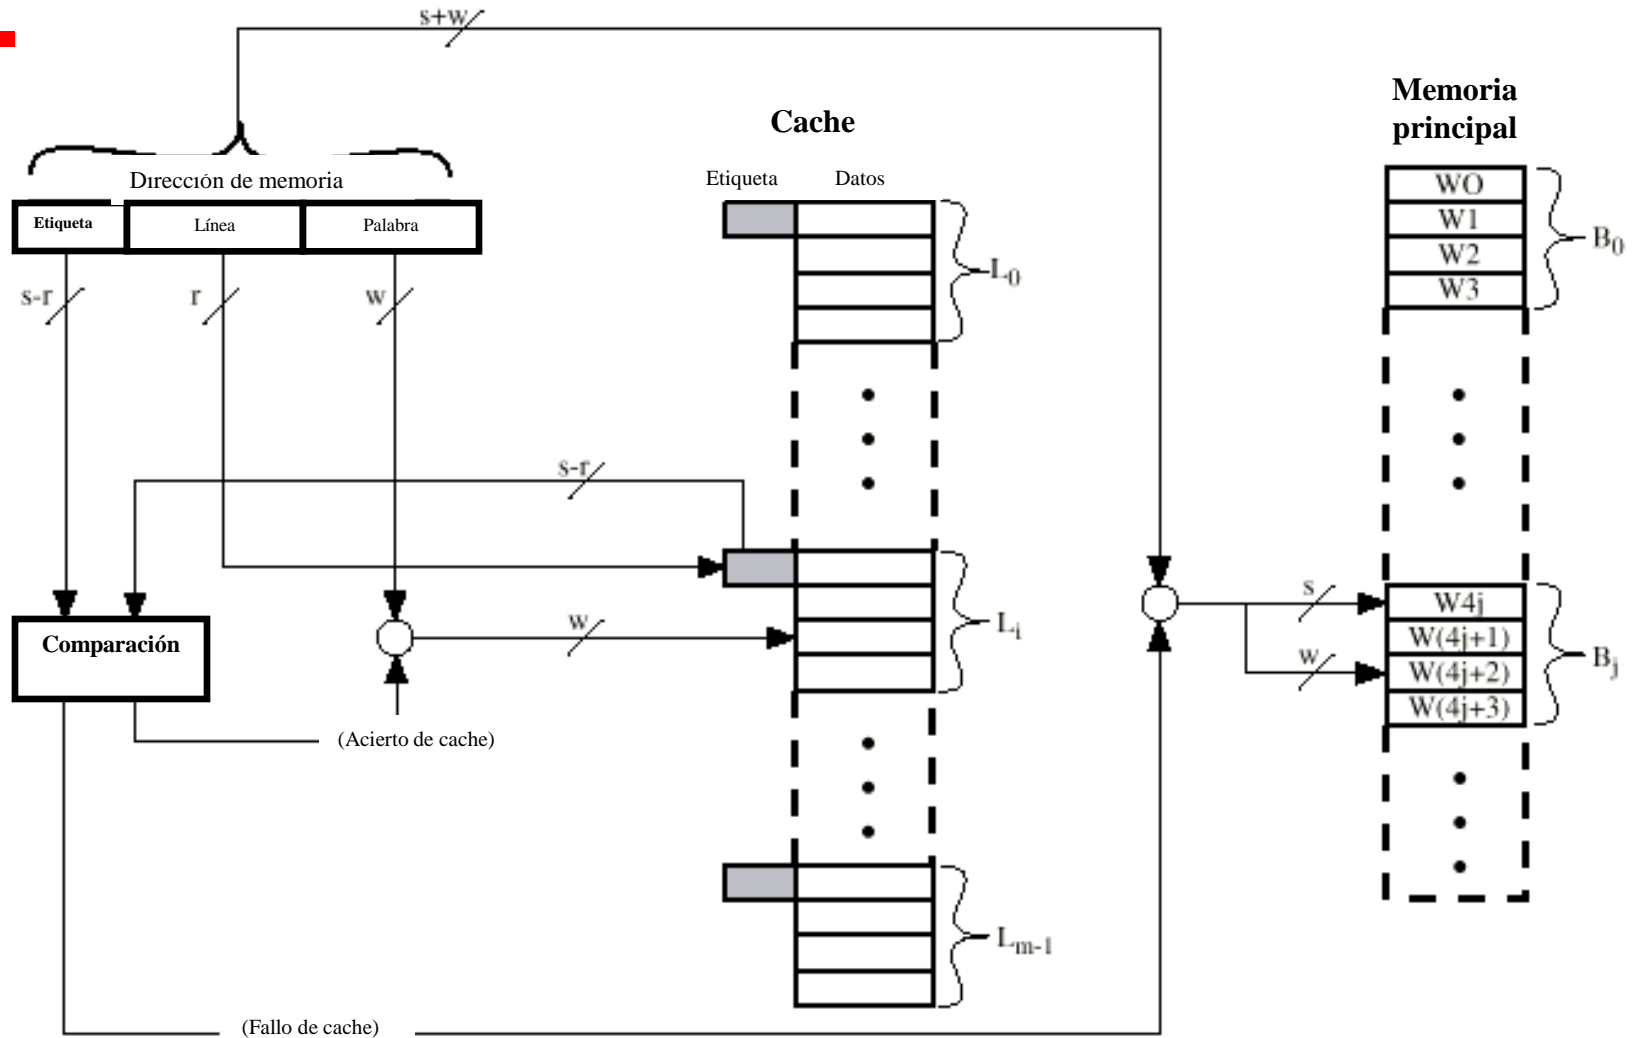 s+w
Cache
Memoria
principal
Dirección de memoria
Etiqueta
Línea
Palabra
Etiqueta
Datos
s-r
r
w
L0
WO
W1
W2
W3
B0
s-r
Comparación
w
Li
s
w
W4j
W(4j+1)
W(4j+2)
W(4j+3)
Bj
(Acierto de cache)
Lm-1
(Fallo de cache)